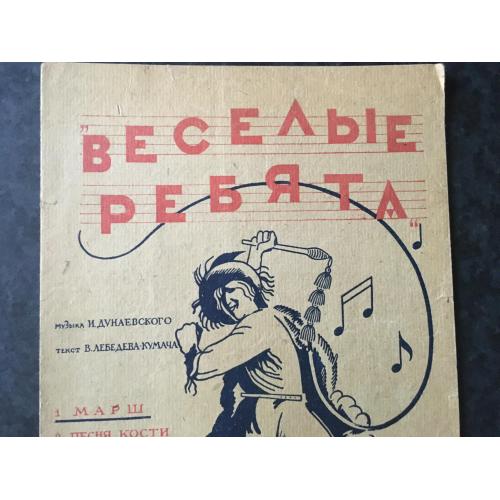 "ВЕСЕЛЫЕ
РЕБЯТА"
МУЗЫКА И. ДУНАЕВСКОГО
ТЕКСТ В. ЛЕБЕДЕВА-КУМАЧА
1 МАРШ
2 ПЕСНЯ КОСТИ